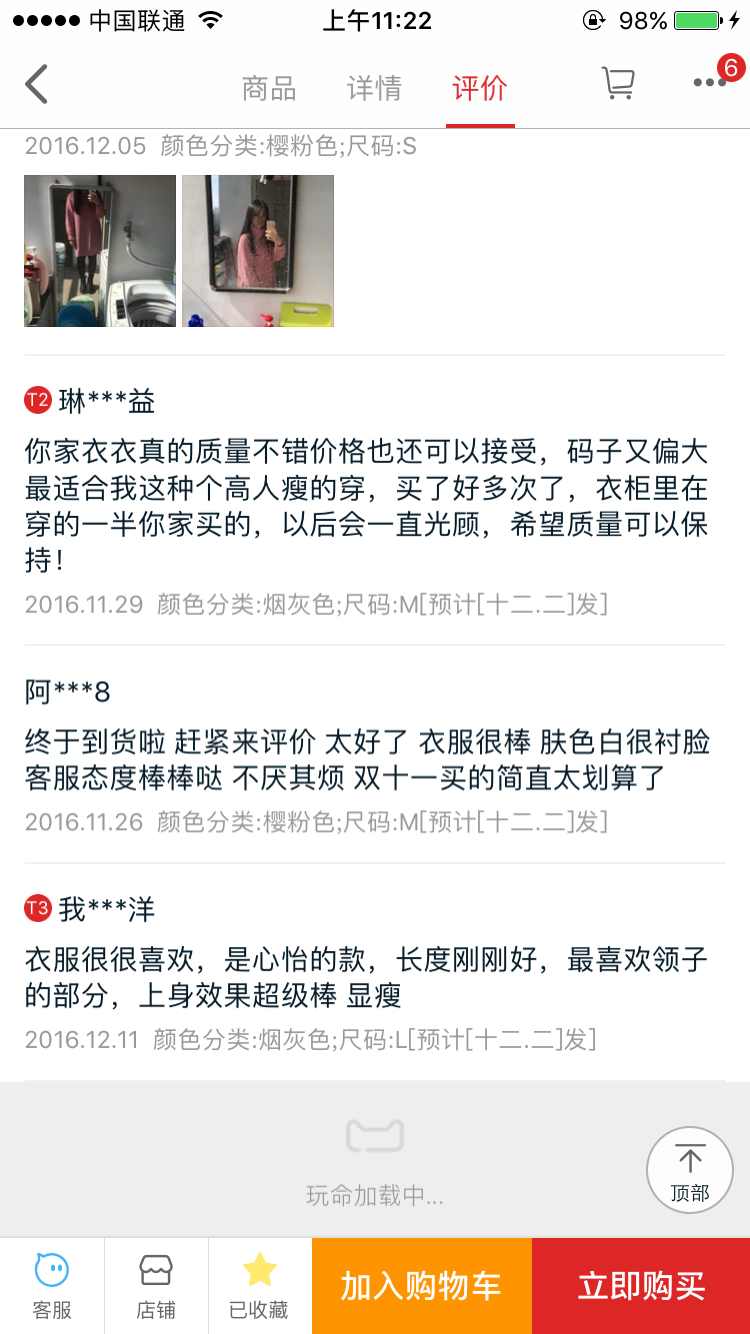 中国联通
上午11:22
98%
商品
详情
评价
6
2016.12.05 颜色分类:樱粉色;尺码:S
T2 琳***益
你家衣衣真的质量不错价格也还可以接受，码子又偏大
最适合我这种个高人瘦的穿，买了好多次了，衣柜里在
穿的一半你家买的，以后会一直光顾，希望质量可以保
持！
2016.11.29 颜色分类:烟灰色;尺码:M[预计[十二.二]发]
阿***8
终于到货啦 赶紧来评价 太好了 衣服很棒 肤色白很衬脸
客服态度棒棒哒 不厌其烦 双十一买的简直太划算了
2016.11.26 颜色分类:樱粉色;尺码:M[预计[十二.二]发]
T3 我***洋
衣服很很喜欢，是心怡的款，长度刚刚好，最喜欢领子
的部分，上身效果超级棒 显瘦
2016.12.11 颜色分类:烟灰色;尺码:L[预计[十二.二]发]
玩命加载中...
顶部
客服
店铺
已收藏
加入购物车
立即购买